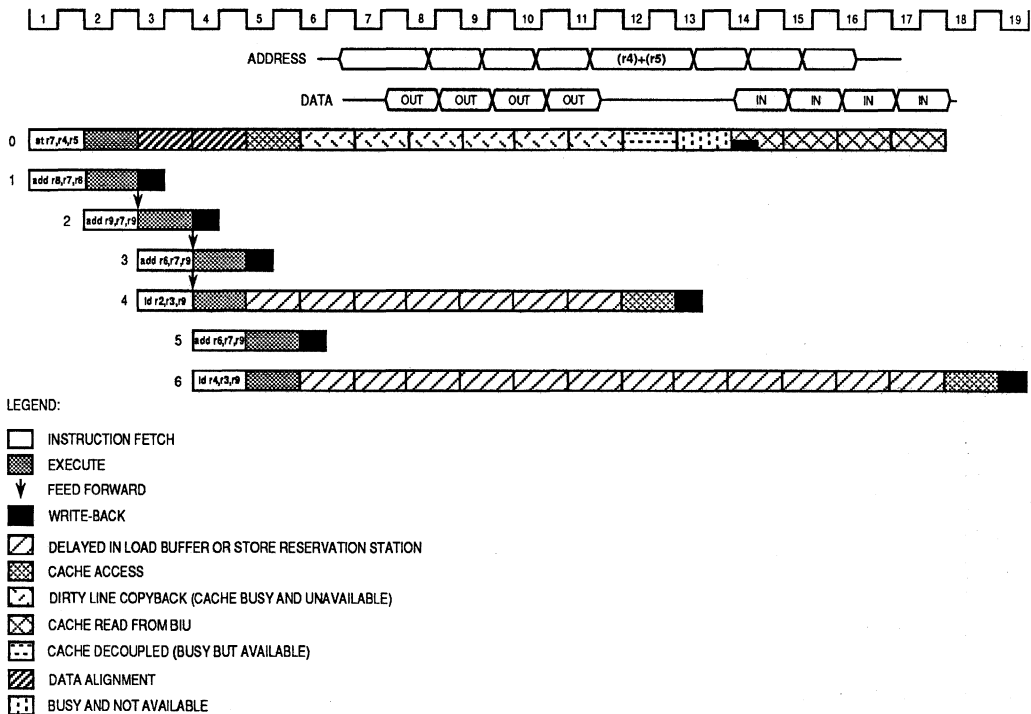 1 2 3 4 5 6 7 8 9 10 11 12 13 14 15 16 17 18 19
ADDRESS (r4)+(r5)
DATA OUT OUT OUT OUT IN IN IN IN
0 st r7,r4,r5
1 add r8,r7,r8
2 add r9,r7,r9
3 add r6,r7,r9
4 ld r2,r3,r9
5 add r6,r7,r9
6 ld r4,r3,r9
LEGEND:
INSTRUCTION FETCH
EXECUTE
FEED FORWARD
WRITE-BACK
DELAYED IN LOAD BUFFER OR STORE RESERVATION STATION
CACHE ACCESS
DIRTY LINE COPYBACK (CACHE BUSY AND UNAVAILABLE)
CACHE READ FROM BIU
CACHE DECOUPLED (BUSY BUT AVAILABLE)
DATA ALIGNMENT
BUSY AND NOT AVAILABLE